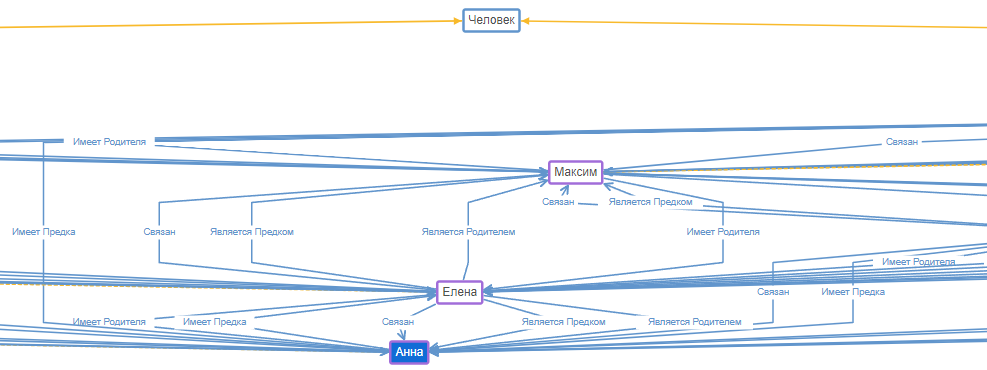 Человек
Имеет Родителя
Связан
Максим
Связан
Является Предком
Имеет Предка
Связан
Является Предком
Является Родителем
Имеет Родителя
Имеет Родителя
Елена
Связан
Имеет Предка
Имеет Родителя
Имеет Предка
Связан
Является Предком
Является Родителем
Анна